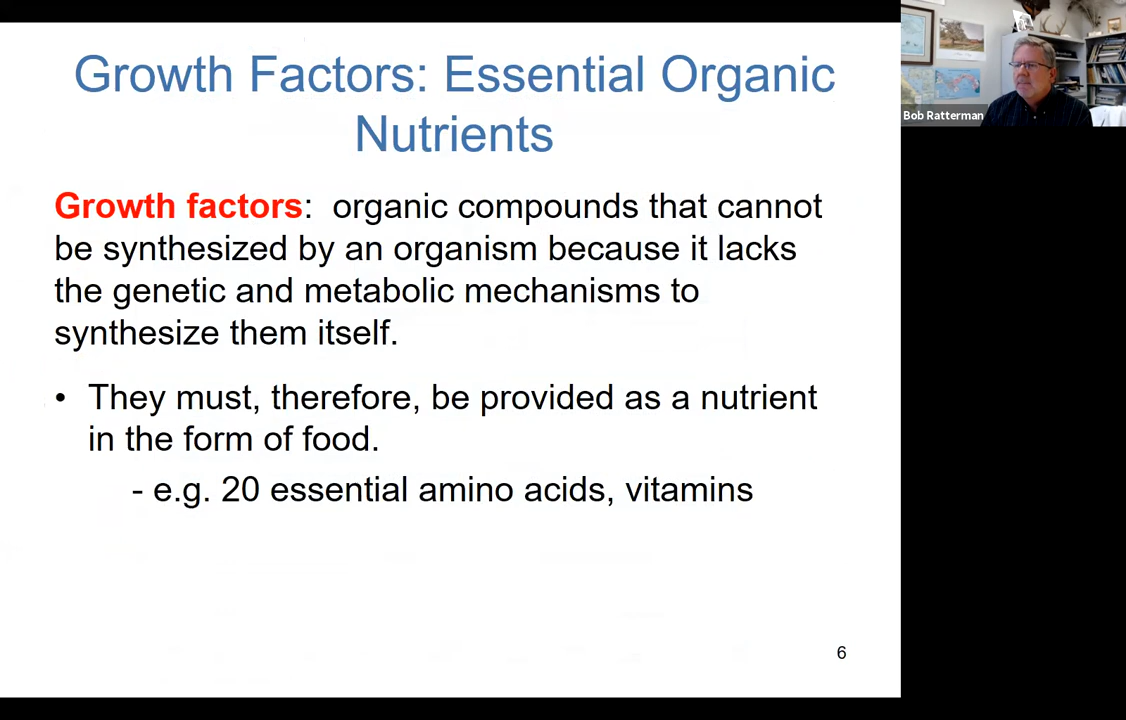 Growth Factors: Essential Organic
Nutrients
Growth factors:  organic compounds that cannot
be synthesized by an organism because it lacks
the genetic and metabolic mechanisms to
synthesize them itself.
• They must, therefore, be provided as a nutrient
in the form of food.
- e.g. 20 essential amino acids, vitamins
6
Bob Ratterman